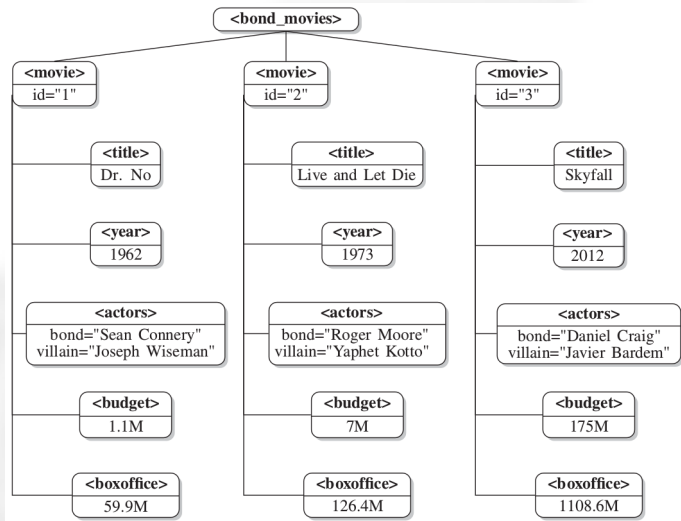 <bond_movies>
<movie>
id="1"
<title>
Dr. No
<year>
1962
<actors>
bond="Sean Connery"
villain="Joseph Wiseman"
<budget>
1.1M
<boxoffice>
59.9M
<movie>
id="2"
<title>
Live and Let Die
<year>
1973
<actors>
bond="Roger Moore"
villain="Yaphet Kotto"
<budget>
7M
<boxoffice>
126.4M
<movie>
id="3"
<title>
Skyfall
<year>
2012
<actors>
bond="Daniel Craig"
villain="Javier Bardem"
<budget>
175M
<boxoffice>
1108.6M